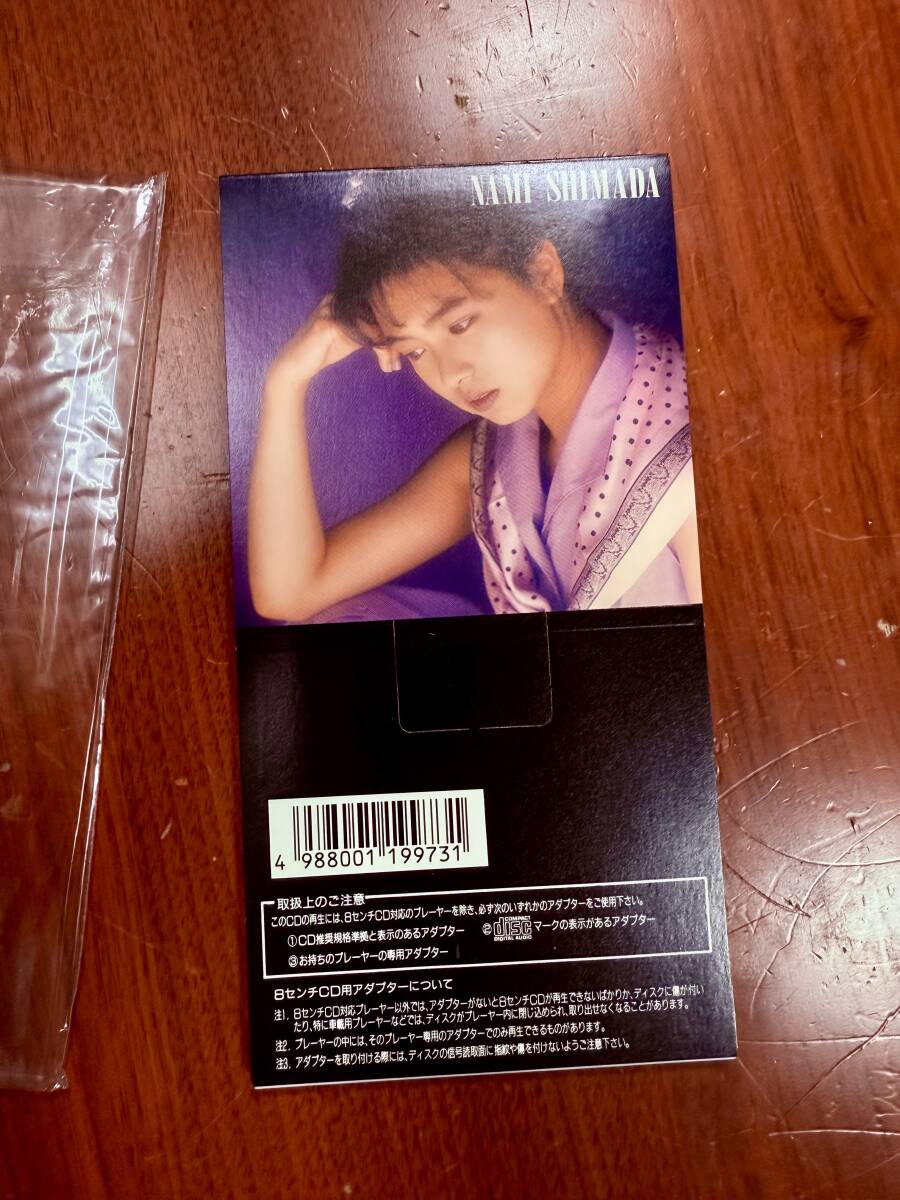 NAMI SHIMADA
4 988001 199731
取扱上のご注意
このCDの再生には、8センチCD対応のプレーヤーを除き、必ず次のいずれかのアダプターをご使用下さい。
①CD推奨規格準拠と表示のあるアダプター ②COMPACT disc DIGITAL AUDIO マークの表示があるアダプター
③お持ちのプレーヤーの専用アダプター
8センチCD用アダプターについて
注1. 8センチCD対応プレーヤー以外では、アダプターがないと8センチCDが再生できないばかりか、ディスクに傷が付い
たり、特に車載用プレーヤーなどでは、ディスクがプレーヤー内に閉じ込められ、取り出せなくなることがあります。
注2. プレーヤーの中には、そのプレーヤー専用のアダプターでのみ再生できるものがあります。
注3. アダプターを取り付ける際には、ディスクの信号読取面に指紋や傷を付けないようご注意下さい。